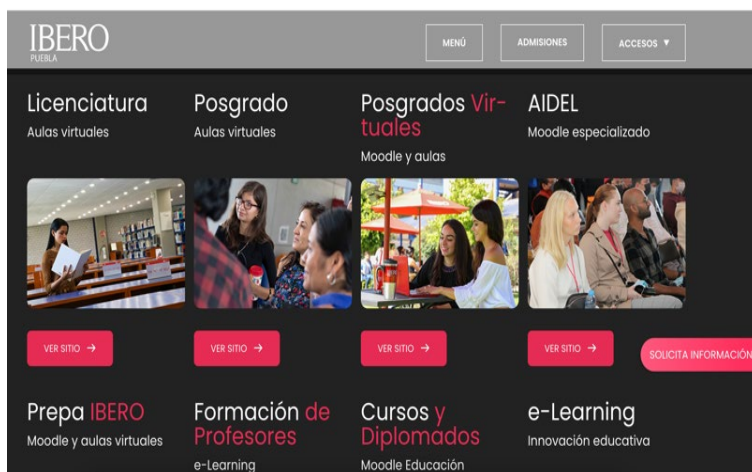 IBERO
PUEBLA
MENÚ
ADMISIONES
ACCESOS ▼
Licenciatura
Aulas virtuales
Posgrado
Aulas virtuales
Posgrados Vir-
tuales
Moodle y aulas
AIDEL
Moodle especializado
VER SITIO →
VER SITIO →
VER SITIO →
VER SITIO →
SOLICITA INFORMACIÓN
Prepa IBERO
Moodle y aulas virtuales
Formación de
Profesores
e-Learning
Cursos y
Diplomados
Moodle Educación
e-Learning
Innovación educativa